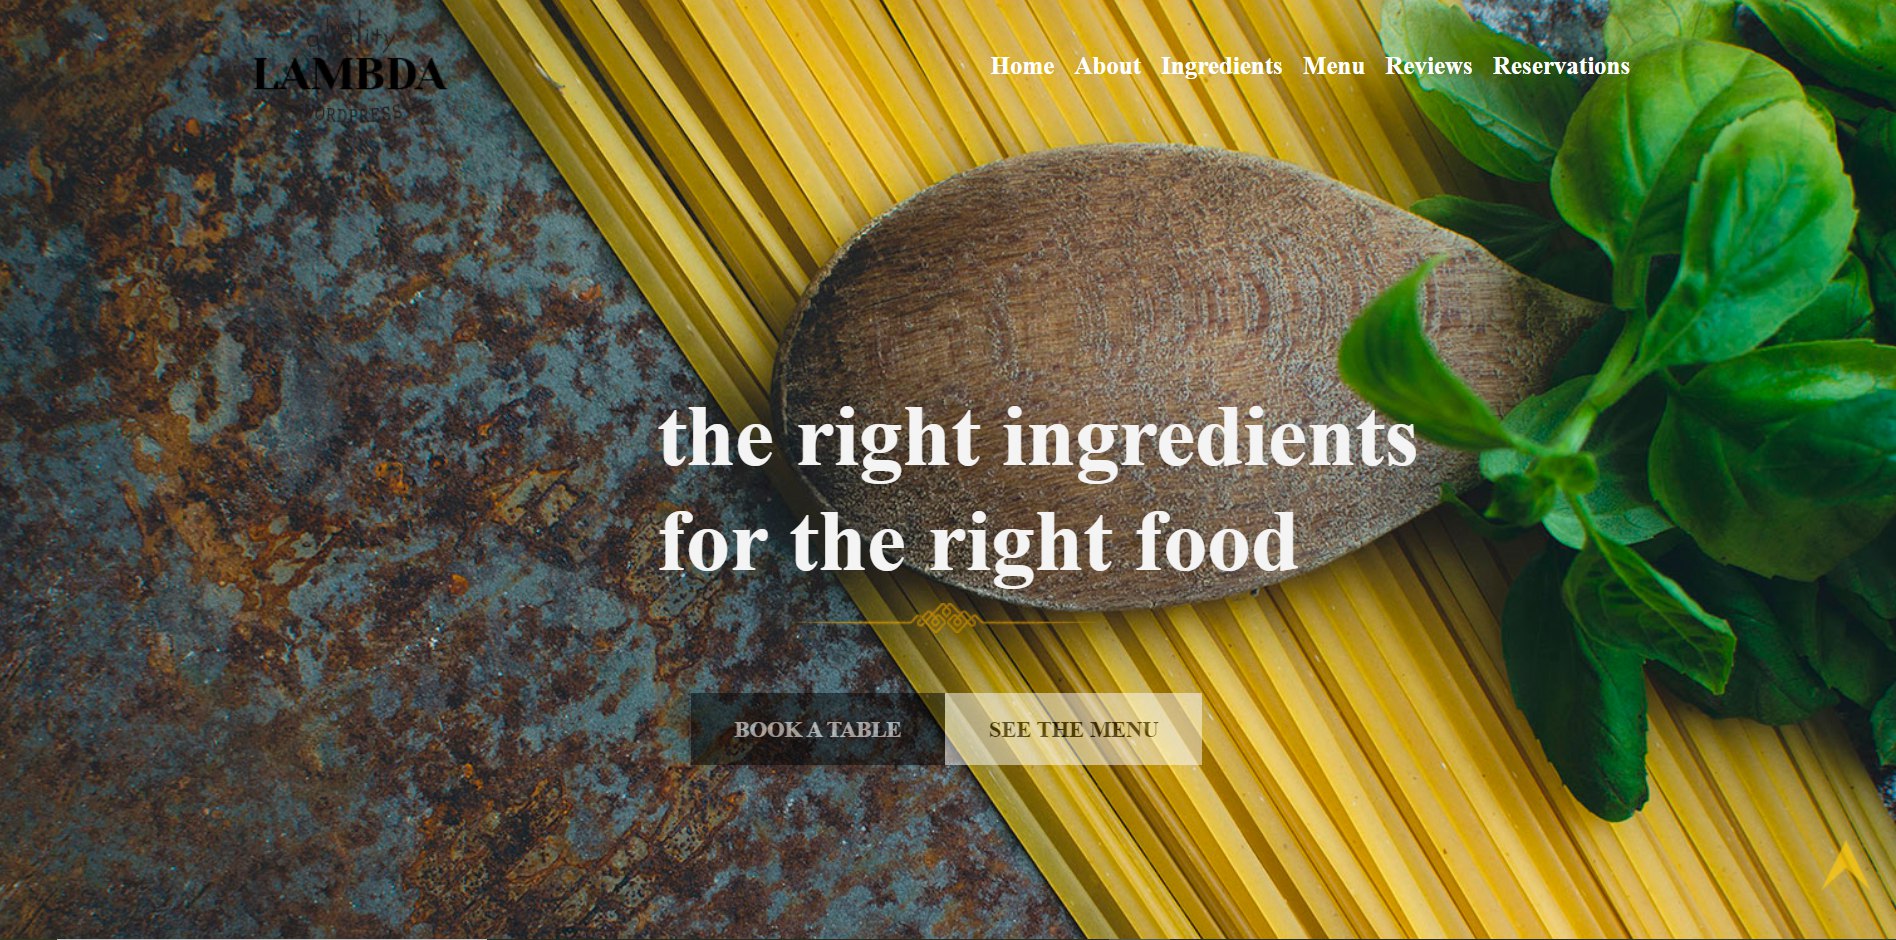 quality
LAMBDA
WORDPRESS
Home About Ingredients Menu Reviews Reservations
the right ingredients
for the right food
BOOK A TABLE SEE THE MENU